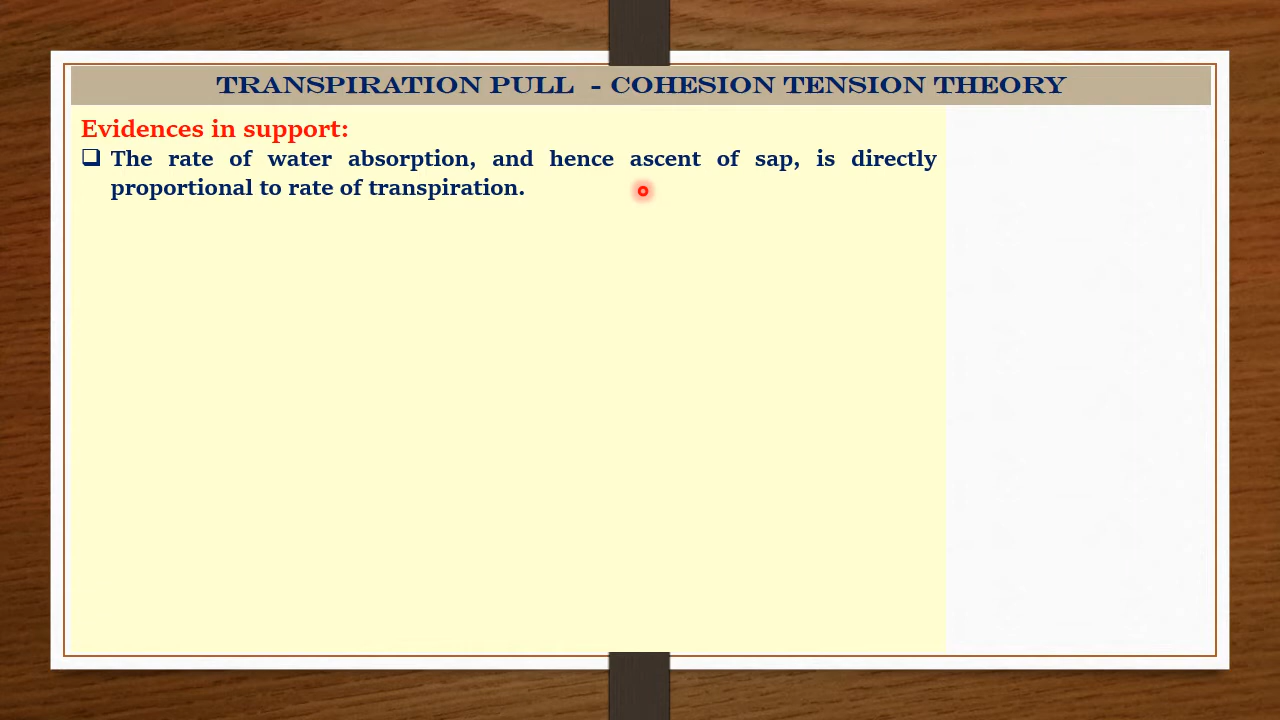 TRANSPIRATION PULL - COHESION TENSION THEORY
Evidences in support:
❑ The rate of water absorption, and hence ascent of sap, is directly
proportional to rate of transpiration.